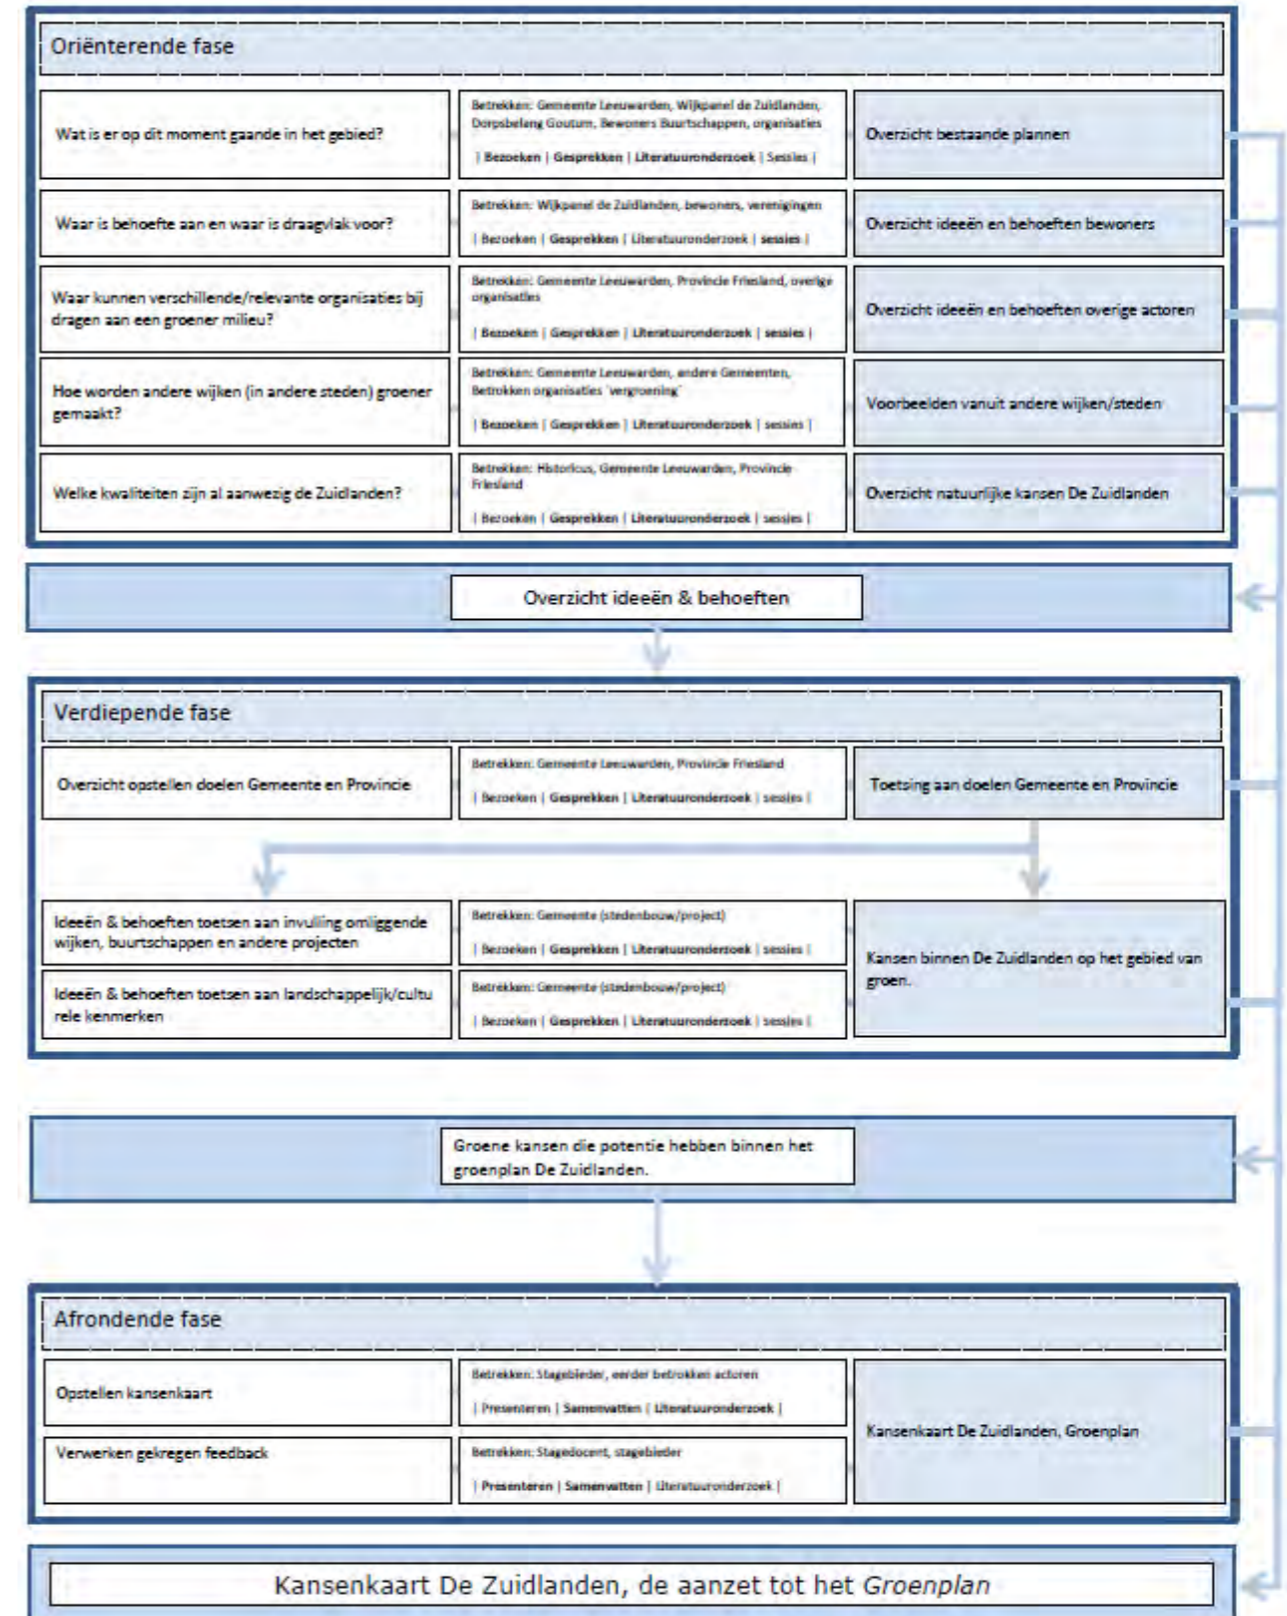 Oriënterende fase
Wat is er op dit moment gaande in het gebied?
Betrekken: Gemeente Leeuwarden, Wijkpanel de Zuidlanden,
Dorpsbelang Goutum, Bewoners Buurtschappen, organisaties
| Bezoeken | Gesprekken | Literatuuronderzoek | Sessies |
Overzicht bestaande plannen
Waar is behoefte aan en waar is draagvlak voor?
Betrekken: Wijkpanel de Zuidlanden, bewoners, verenigingen
| Bezoeken | Gesprekken | Literatuuronderzoek | sessies |
Overzicht ideeën en behoeften bewoners
Waar kunnen verschillende/relevante organisaties bij
dragen aan een groener milieu?
Betrekken: Gemeente Leeuwarden, Provincie Friesland, overige
organisaties
| Bezoeken | Gesprekken | Literatuuronderzoek | sessies |
Overzicht ideeën en behoeften overige actoren
Hoe worden andere wijken (in andere steden) groener
gemaakt?
Betrekken: Gemeente Leeuwarden, andere Gemeenten,
Betrokken organisaties ´vergroening´
| Bezoeken | Gesprekken | Literatuuronderzoek | sessies |
Voorbeelden vanuit andere wijken/steden
Welke kwaliteiten zijn al aanwezig de Zuidlanden?
Betrekken: Historicus, Gemeente Leeuwarden, Provincie
Friesland
| Bezoeken | Gesprekken | Literatuuronderzoek | sessies |
Overzicht natuurlijke kansen De Zuidlanden
Overzicht ideeën & behoeften
Verdiepende fase
Overzicht opstellen doelen Gemeente en Provincie
Betrekken: Gemeente Leeuwarden, Provincie Friesland
| Bezoeken | Gesprekken | Literatuuronderzoek | sessies |
Toetsing aan doelen Gemeente en Provincie
Ideeën & behoeften toetsen aan invulling omliggende
wijken, buurtschappen en andere projecten
Betrekken: Gemeente (stedenbouw/project)
| Bezoeken | Gesprekken | Literatuuronderzoek | sessies |
Ideeën & behoeften toetsen aan landschappelijk/cultu
rele kenmerken
Betrekken: Gemeente (stedenbouw/project)
| Bezoeken | Gesprekken | Literatuuronderzoek | sessies |
Kansen binnen De Zuidlanden op het gebied van
groen.
Groene kansen die potentie hebben binnen het
groenplan De Zuidlanden.
Afrondende fase
Opstellen kansenkaart
Betrekken: Stagebieder, eerder betrokken actoren
| Presenteren | Samenvatten | Literatuuronderzoek |
Verwerken gekregen feedback
Betrekken: Stagedocent, stagebieder
| Presenteren | Samenvatten | Literatuuronderzoek |
Kansenkaart De Zuidlanden, Groenplan
Kansenkaart De Zuidlanden, de aanzet tot het Groenplan